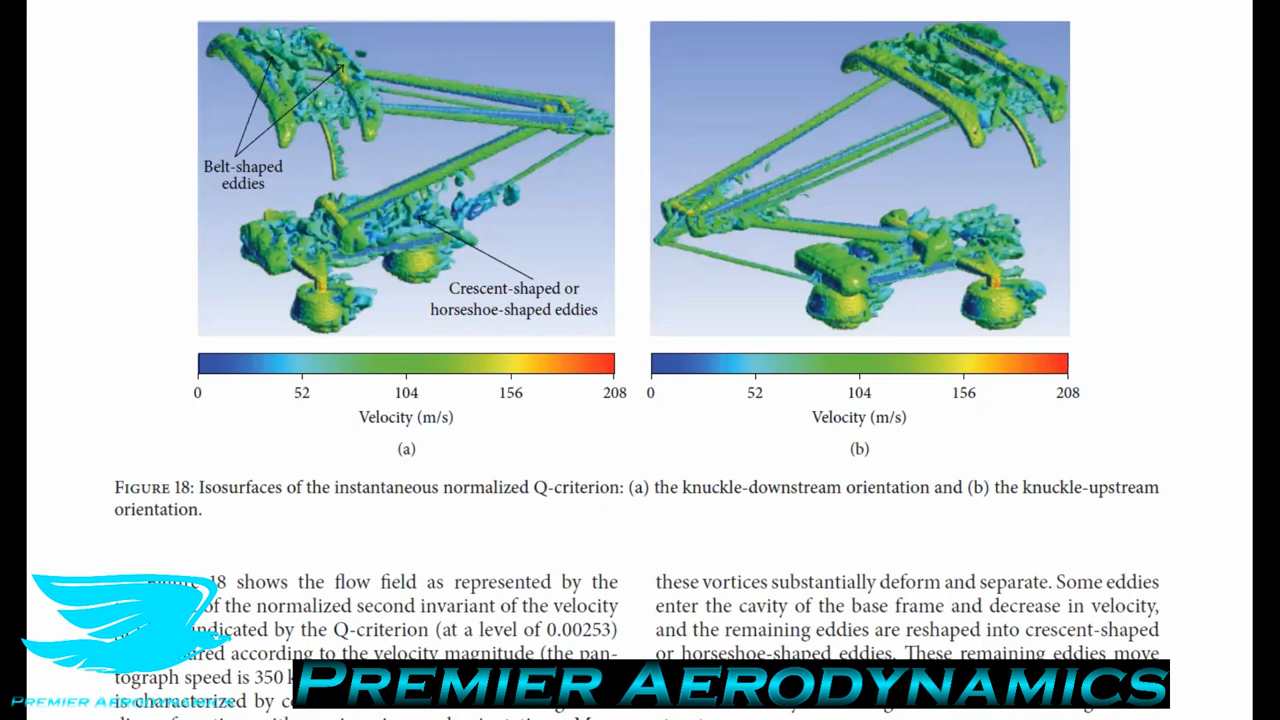 Belt-shaped
eddies
Crescent-shaped or
horseshoe-shaped eddies
0 52 104 156 208
Velocity (m/s)
(a)
0 52 104 156 208
Velocity (m/s)
(b)
FIGURE 18: Isosurfaces of the instantaneous normalized Q-criterion: (a) the knuckle-downstream orientation and (b) the knuckle-upstream
orientation.
18 shows the flow field as represented by the
of the normalized second invariant of the velocity
indicated by the Q-criterion (at a level of 0.00253)
according to the velocity magnitude (the pan-
tograph speed is 350
is characterized by
these vortices substantially deform and separate. Some eddies
enter the cavity of the base frame and decrease in velocity,
and the remaining eddies are reshaped into crescent-shaped
or horseshoe-shaped eddies. These remaining eddies move
PREMIER AERODYNAMICS
PREMIER AERODYNAMICS